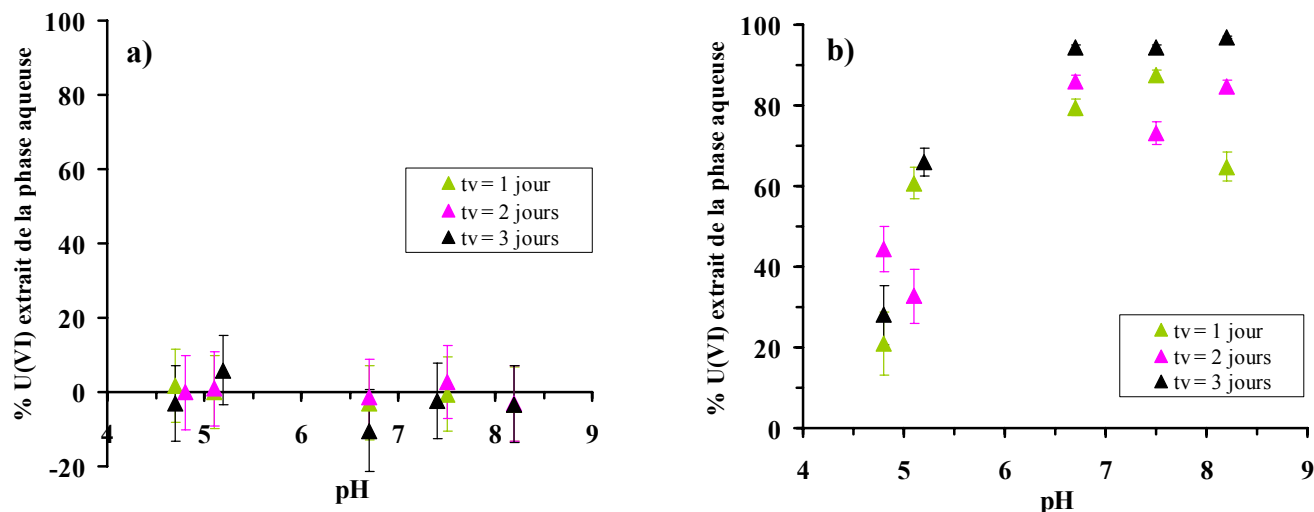 a)
% U(VI) extrait de la phase aqueuse
100
80
60
40
20
0
-20
4
5
6
7
8
9
pH
tv = 1 jour
tv = 2 jours
tv = 3 jours
b)
% U(VI) extrait de la phase aqueuse
100
80
60
40
20
0
4
5
6
7
8
9
pH
tv = 1 jour
tv = 2 jours
tv = 3 jours